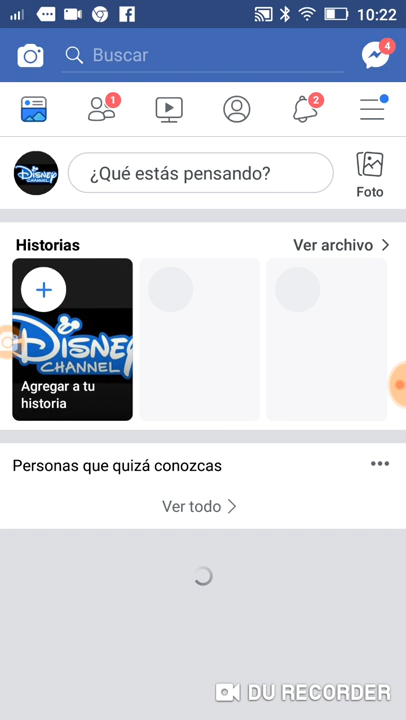 10:22
Buscar
4
1
2
¿Qué estás pensando?
Foto
Historias
Ver archivo
DISNEY
CHANNEL
Agregar a tu
historia
Personas que quizá conozcas
Ver todo
DU RECORDER